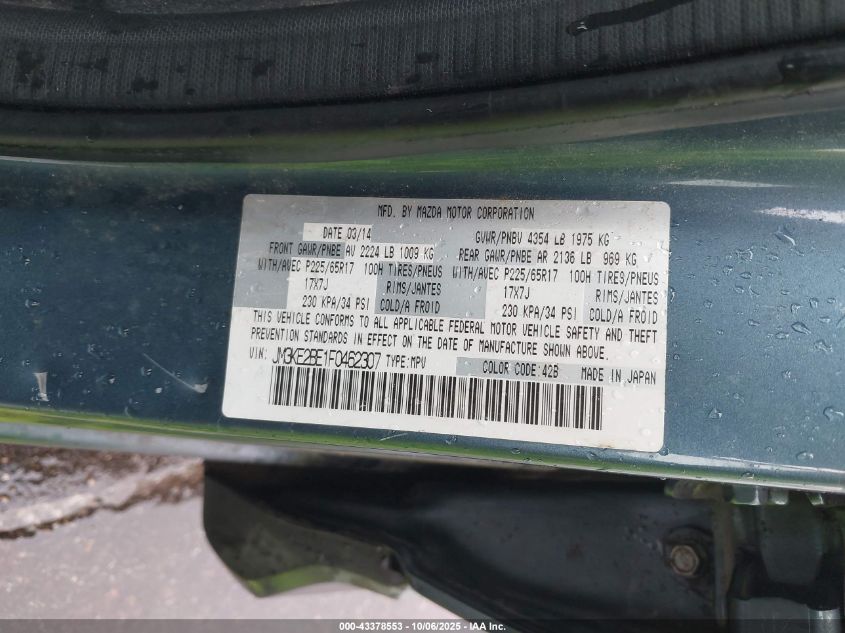 MFD. BY MAZDA MOTOR CORPORATION
DATE 03/14 GVWR/PNBV 4354 LB 1975 KG
FRONT GAWR/PNBE AV 2224 LB 1009 KG REAR GAWR/PNBE AR 2136 LB 969 KG
WITH/AVEC P225/65R17 100H TIRES/PNEUS WITH/AVEC P225/65R17 100H TIRES/PNEUS
17X7J RIMS/JANTES 17X7J RIMS/JANTES
230 KPA/34 PSI COLD/A FROID 230 KPA/34 PSI COLD/A FROID
THIS VEHICLE CONFORMS TO ALL APPLICABLE FEDERAL MOTOR VEHICLE SAFETY AND THEFT
PREVENTION STANDARDS IN EFFECT ON THE DATE OF MANUFACTURE SHOWN ABOVE.
VIN: JM3KE2BE1F0462307 TYPE:MPV COLOR CODE:42B MADE IN JAPAN
000-43378553 - 10/06/2025 - IAA Inc.